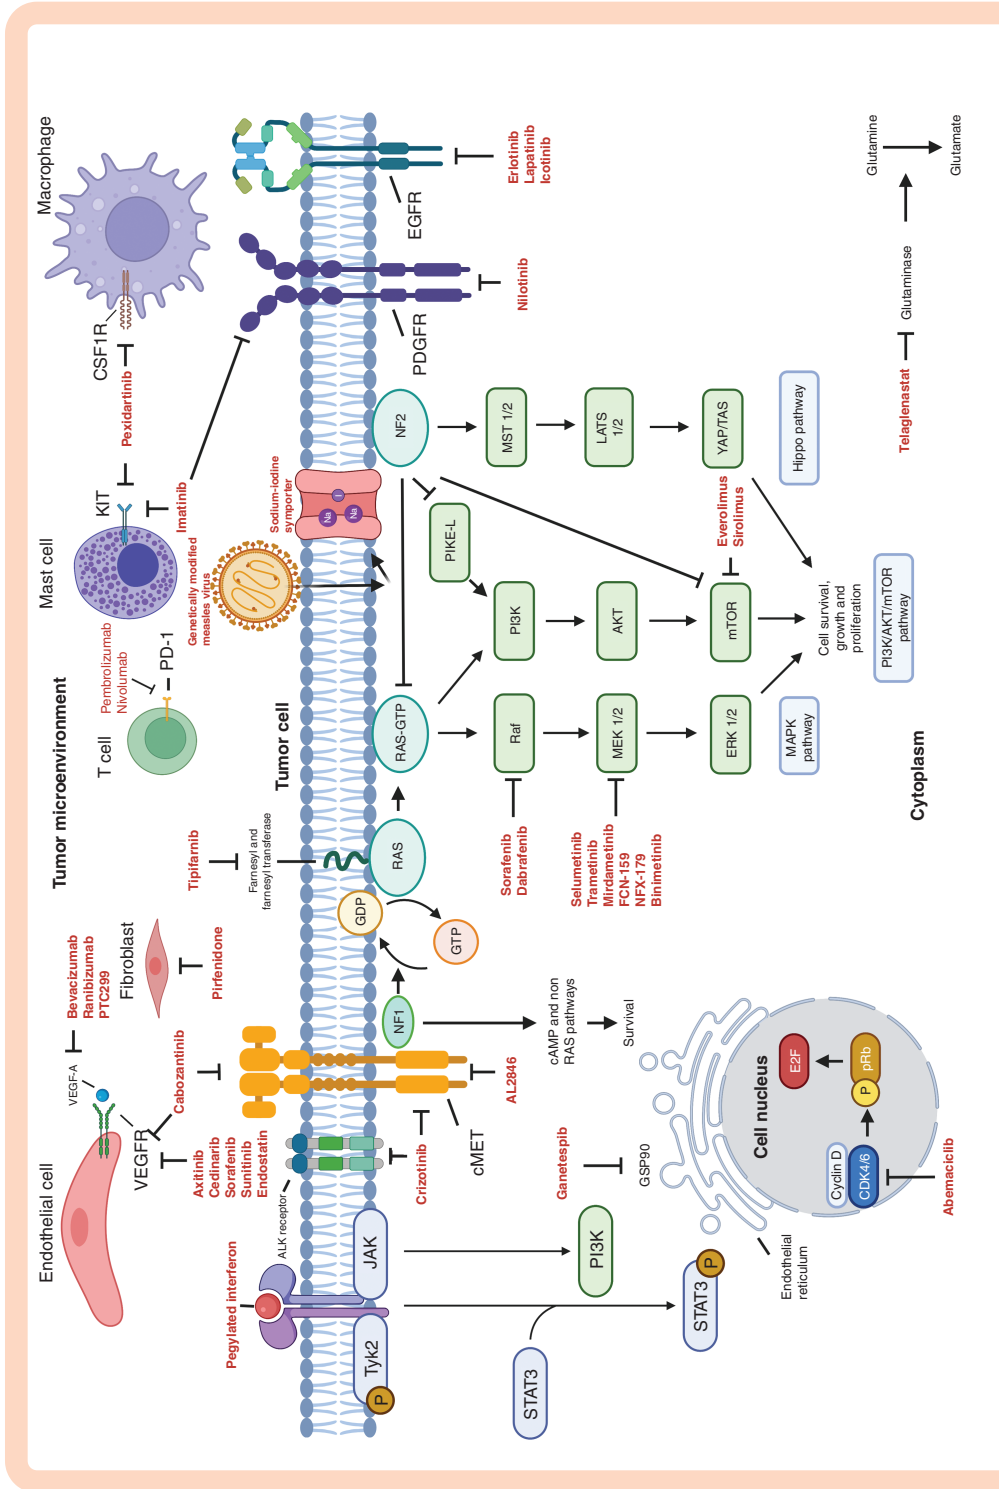 Tumor microenvironment
Endothelial cell
VEGF-A
VEGFR
Bevacizumab
Ranibizumab
PTC299
Cabozantinib
Axitinib
Cedinarib
Sorafenib
Sunitinib
Endostatin
Fibroblast
Pirfenidone
T cell
Pembrolizumab
Nivolumab
PD-1
Mast cell
KIT
Imatinib
Pexidartinib
CSF1R
Macrophage
Genetically modified
measles virus
Sodium-iodine
symporter
Na
Na
I
Tipifarnib
Farnesyl and
farnesyl transferase
Tumor cell
Pegylated interferon
ALK receptor
Tyk2
P
JAK
STAT3
STAT3
P
PI3K
Crizotinib
cMET
AL2846
NF1
GDP
GTP
RAS
RAS-GTP
cAMP and non
RAS pathways
Survival
NF2
PDGFR
Nilotinib
EGFR
Erlotinib
Lapatinib
Icotinib
Sorafenib
Dabrafenib
Raf
Selumetinib
Trametinib
Mirdametinib
FCN-159
NFX-179
Binimetinib
MEK 1/2
ERK 1/2
MAPK
pathway
PIKE-L
PI3K
AKT
mTOR
Everolimus
Sirolimus
Cell survival,
growth and
proliferation
PI3K/AKT/mTOR
pathway
MST 1/2
LATS
1/2
YAP/TAS
Hippo pathway
Telaglenastat
Glutaminase
Glutamine
Glutamate
Ganetespib
GSP90
Endothelial
reticulum
Cell nucleus
Cyclin D
CDK4/6
P
pRb
E2F
Abemaciclib
Cytoplasm